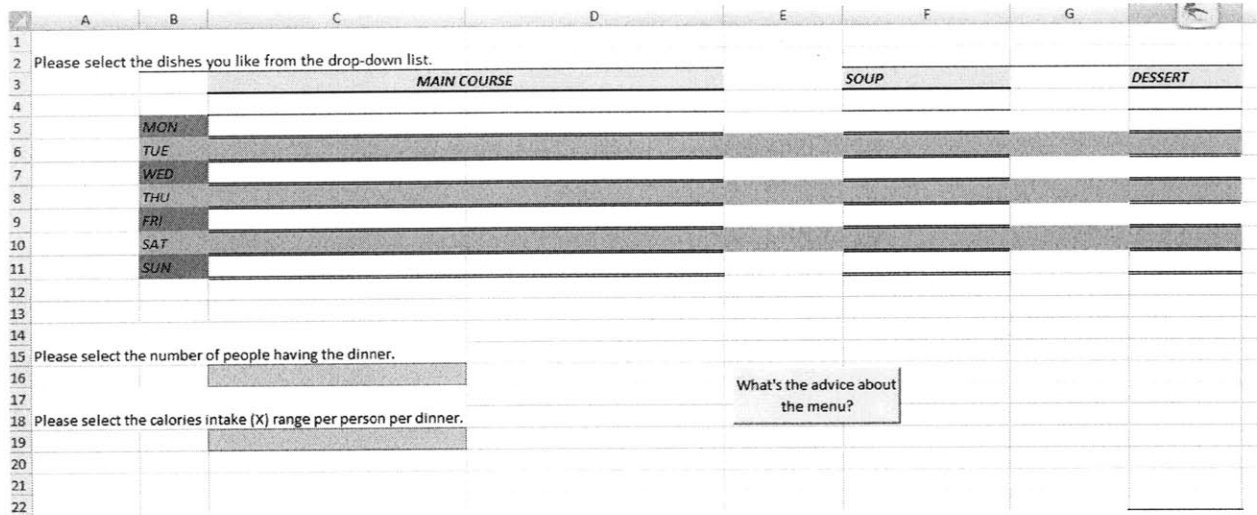 A B C D E F G
1
2 Please select the dishes you like from the drop-down list.
3 MAIN COURSE SOUP DESSERT
4
5 MON
6 TUE
7 WED
8 THU
9 FRI
10 SAT
11 SUN
12
13
14
15 Please select the number of people having the dinner.
16
What's the advice about
17
the menu?
18 Please select the calories intake (X) range per person per dinner.
19
20
21
22